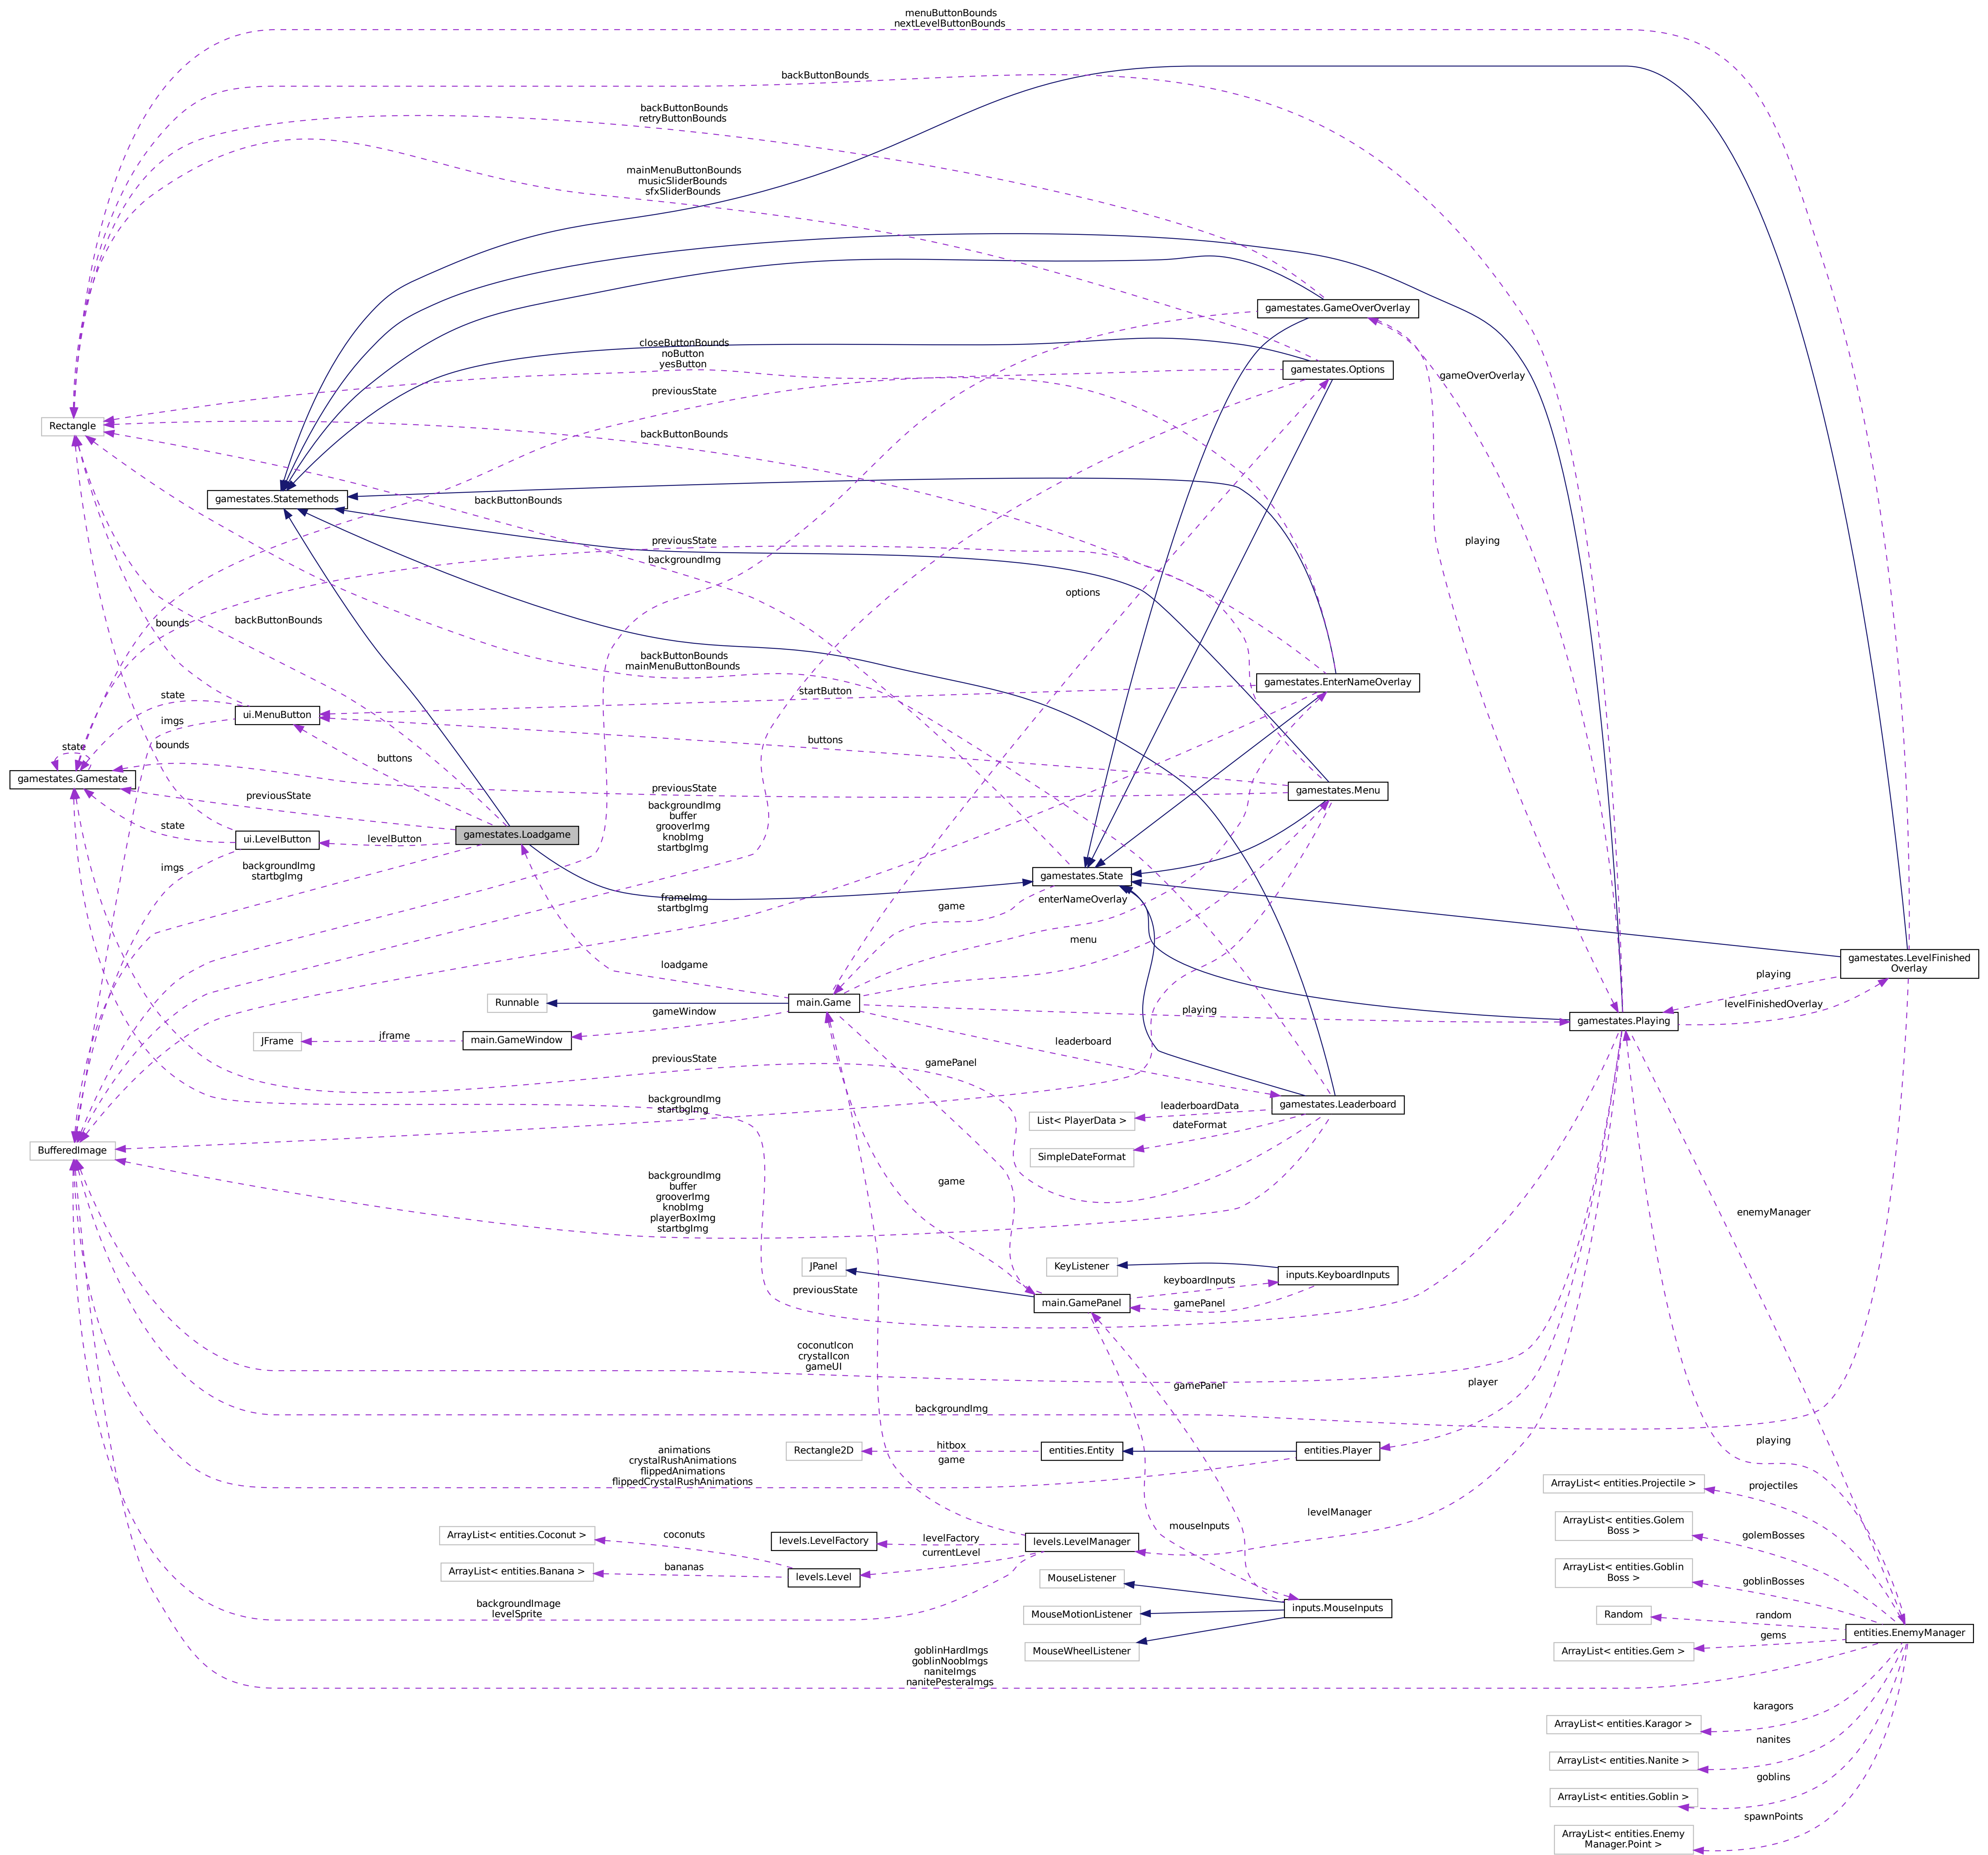 menuButtonBounds
nextLevelButtonBounds
backButtonBounds
backButtonBounds
retryButtonBounds
mainMenuButtonBounds
musicSliderBounds
sfxSliderBounds
gamestates.GameOverOverlay
closeButtonBounds
noButton
yesButton
gamestates.Options
gameOverOverlay
previousState
Rectangle
backButtonBounds
gamestates.Statemethods
backButtonBounds
previousState
playing
backgroundImg
options
bounds
backButtonBounds
backButtonBounds
mainMenuButtonBounds
gamestates.EnterNameOverlay
state
startButton
ui.MenuButton
imgs
state
bounds
buttons
buttons
gamestates.Gamestate
previousState
previousState
gamestates.Menu
backgroundImg
buffer
grooverImg
knobImg
startbgImg
state
gamestates.Loadgame
ui.LevelButton
levelButton
backgroundImg
startbgImg
imgs
gamestates.State
frameImg
startbgImg
game
enterNameOverlay
menu
loadgame
gamestates.LevelFinished
Overlay
playing
levelFinishedOverlay
Runnable
main.Game
gameWindow
playing
gamestates.Playing
JFrame
jframe
main.GameWindow
leaderboard
previousState
gamePanel
backgroundImg
startbgImg
leaderboardData
gamestates.Leaderboard
List< PlayerData >
dateFormat
BufferedImage
SimpleDateFormat
backgroundImg
buffer
grooverImg
knobImg
playerBoxImg
startbgImg
game
enemyManager
JPanel
KeyListener
keyboardInputs
inputs.KeyboardInputs
previousState
main.GamePanel
gamePanel
coconutIcon
crystalIcon
gameUI
gamePanel
player
backgroundImg
animations
crystalRushAnimations
flippedAnimations
flippedCrystalRushAnimations
Rectangle2D
hitbox
game
entities.Entity
entities.Player
playing
ArrayList< entities.Projectile >
projectiles
levelManager
mouseInputs
ArrayList< entities.Golem
Boss >
golemBosses
ArrayList< entities.Coconut >
coconuts
levels.LevelFactory
levelFactory
levels.LevelManager
currentLevel
ArrayList< entities.Banana >
bananas
levels.Level
MouseListener
ArrayList< entities.Goblin
Boss >
goblinBosses
backgroundImage
levelSprite
MouseMotionListener
inputs.MouseInputs
Random
random
entities.EnemyManager
MouseWheelListener
ArrayList< entities.Gem >
gems
goblinHardImgs
goblinNoobImgs
naniteImgs
nanitePesteraImgs
karagors
ArrayList< entities.Karagor >
nanites
ArrayList< entities.Nanite >
goblins
ArrayList< entities.Goblin >
spawnPoints
ArrayList< entities.Enemy
Manager.Point >